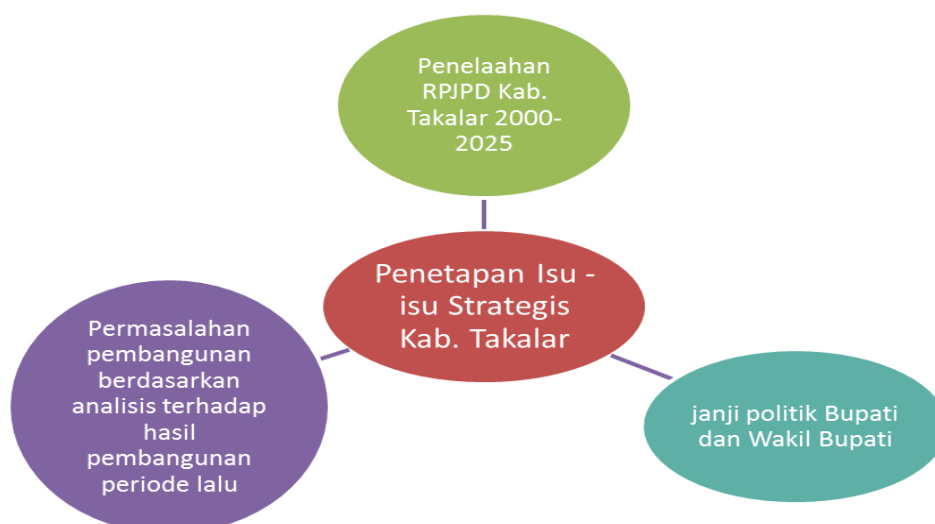 Penelaahan
RPJPD Kab.
Takalar 2000-
2025
Penetapan Isu -
isu Strategis
Kab. Takalar
Permasalahan
pembangunan
berdasarkan
analisis terhadap
hasil
pembangunan
periode lalu
janji politik Bupati
dan Wakil Bupati